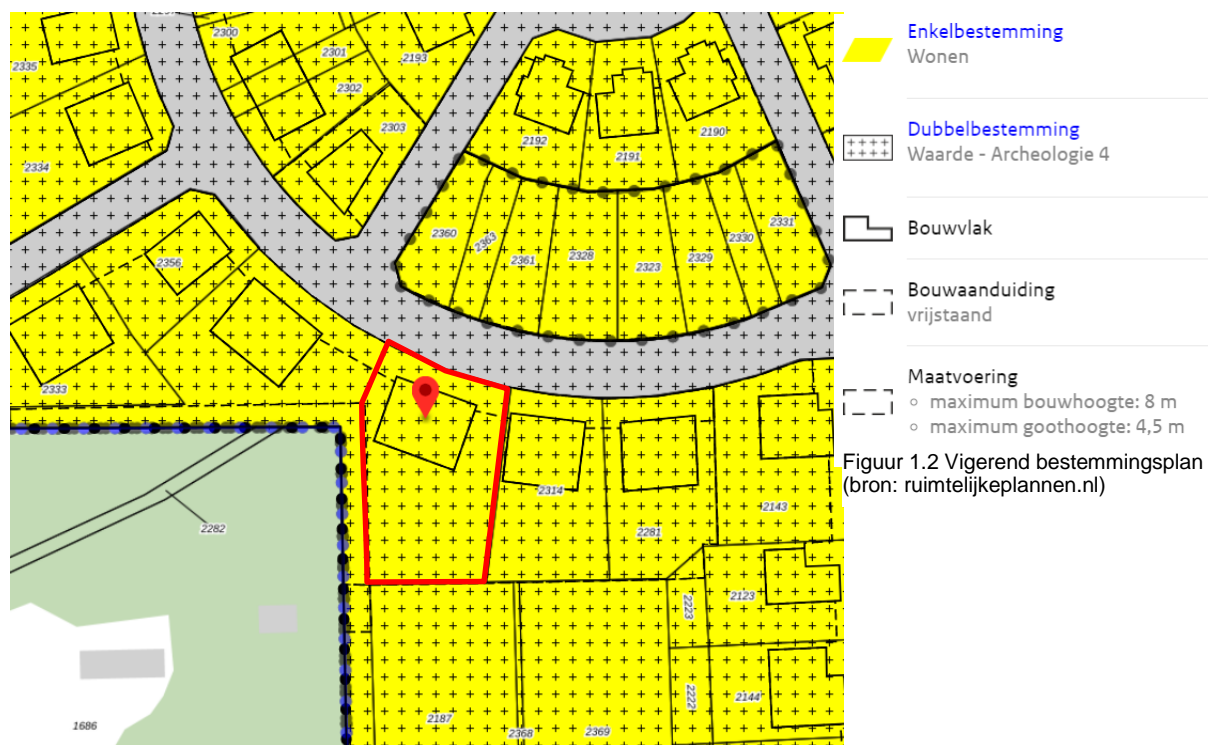 2300
2301
2193
2335
2302
2303
2334
2192
2191
2190
2360
2363
2361
2328
2323
2329
2330
2331
2356
2333
2314
2281
2143
2282
2123
2223
2222
2144
2187
2368
2369
1686
Enkelbestemming
Wonen
Dubbelbestemming
Waarde - Archeologie 4
Bouwvlak
Bouwaanduiding
vrijstaand
Maatvoering
maximum bouwhoogte: 8 m
maximum goothoogte: 4,5 m
Figuur 1.2 Vigerend bestemmingsplan
(bron: ruimtelijkeplannen.nl)